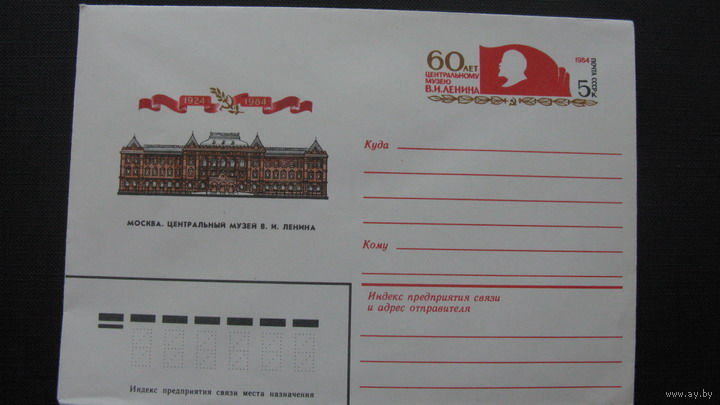 60 ЛЕТ
ЦЕНТРАЛЬНОМУ
МУЗЕЮ
В.И.ЛЕНИНА
1984
ПОЧТА СССР
5к
1924 1984
МОСКВА. ЦЕНТРАЛЬНЫЙ МУЗЕЙ В. И. ЛЕНИНА
Куда
Кому
Индекс предприятия связи
и адрес отправителя
Индекс предприятия связи места назначения
www.ay.by